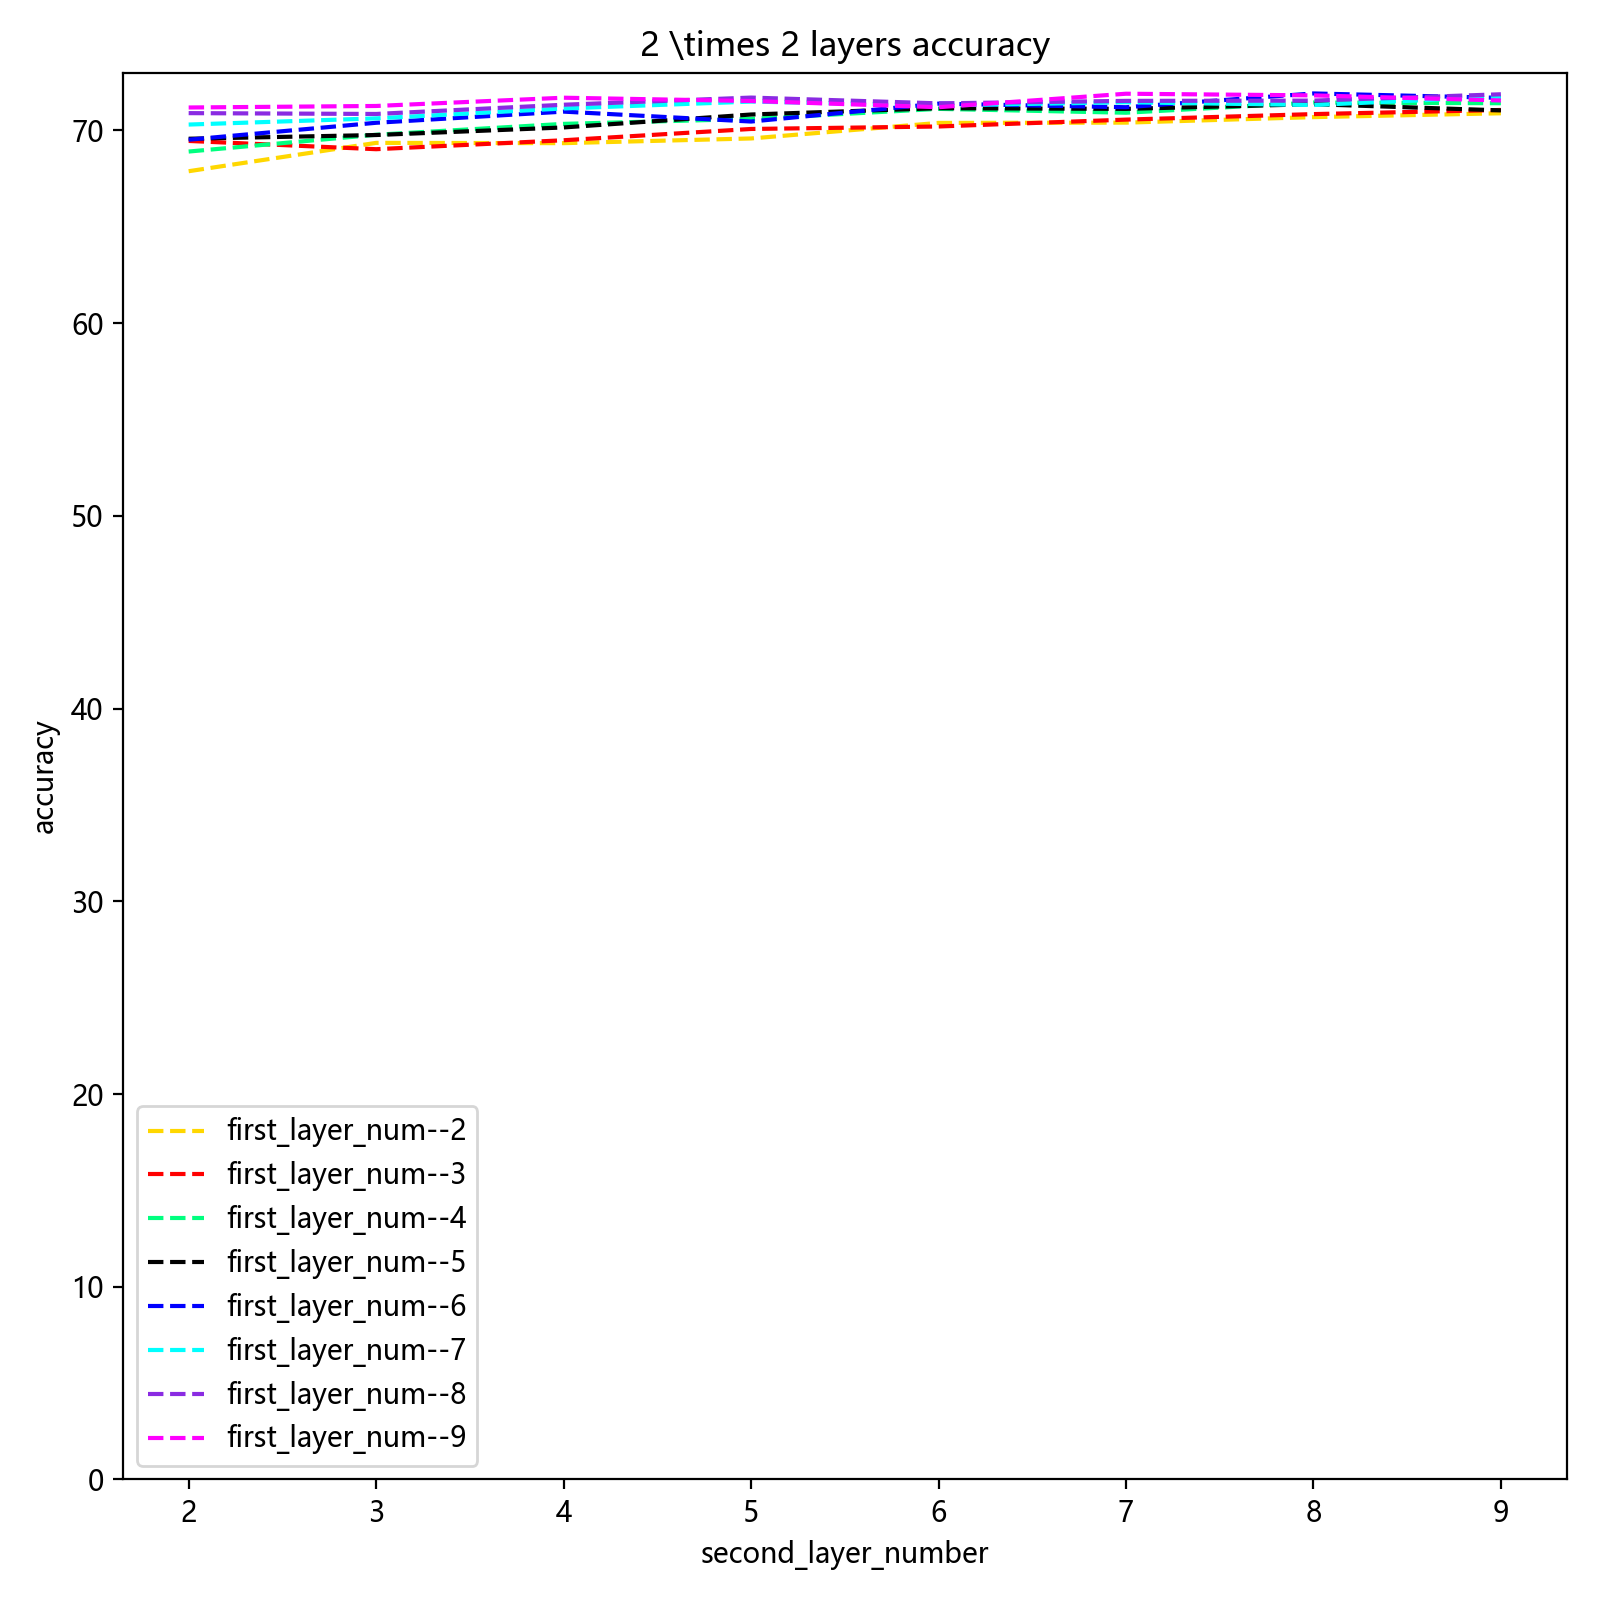 2 \times 2 layers accuracy
accuracy
70
60
50
40
30
20
10
0
first_layer_num--2
first_layer_num--3
first_layer_num--4
first_layer_num--5
first_layer_num--6
first_layer_num--7
first_layer_num--8
first_layer_num--9
2 3 4 5 6 7 8 9
second_layer_number